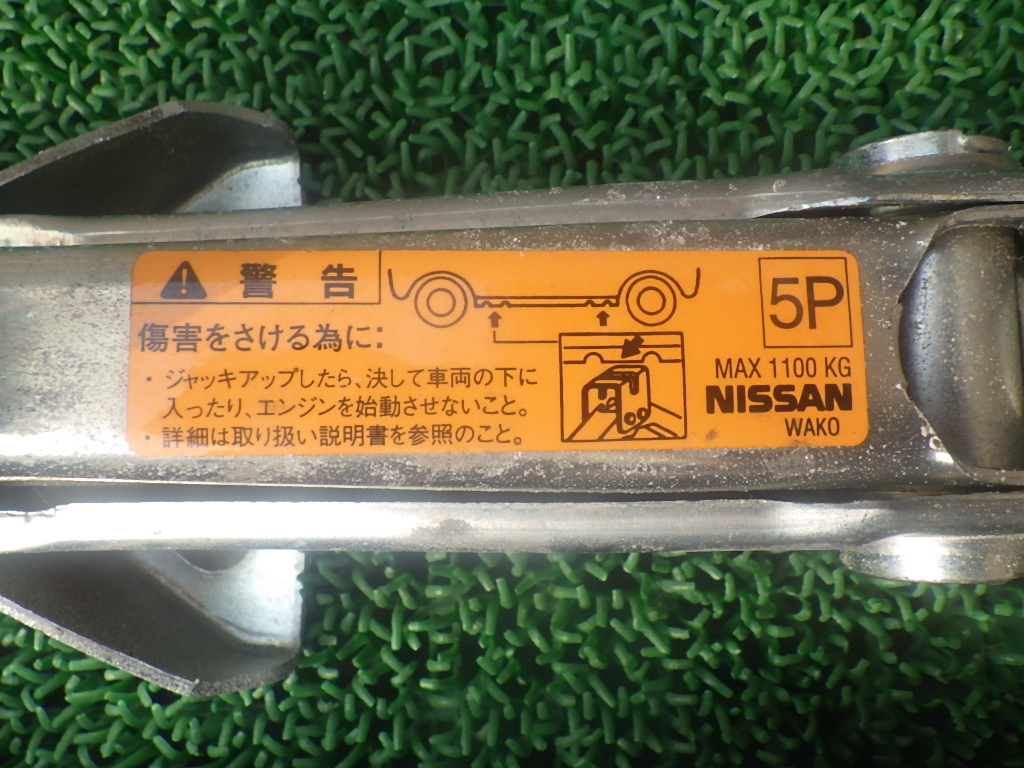 警告
傷害をさける為に:
・ジャッキアップしたら、決して車両の下に
入ったり、エンジンを始動させないこと。
・詳細は取り扱い説明書を参照のこと。
5P
MAX 1100 KG
NISSAN
WAKO